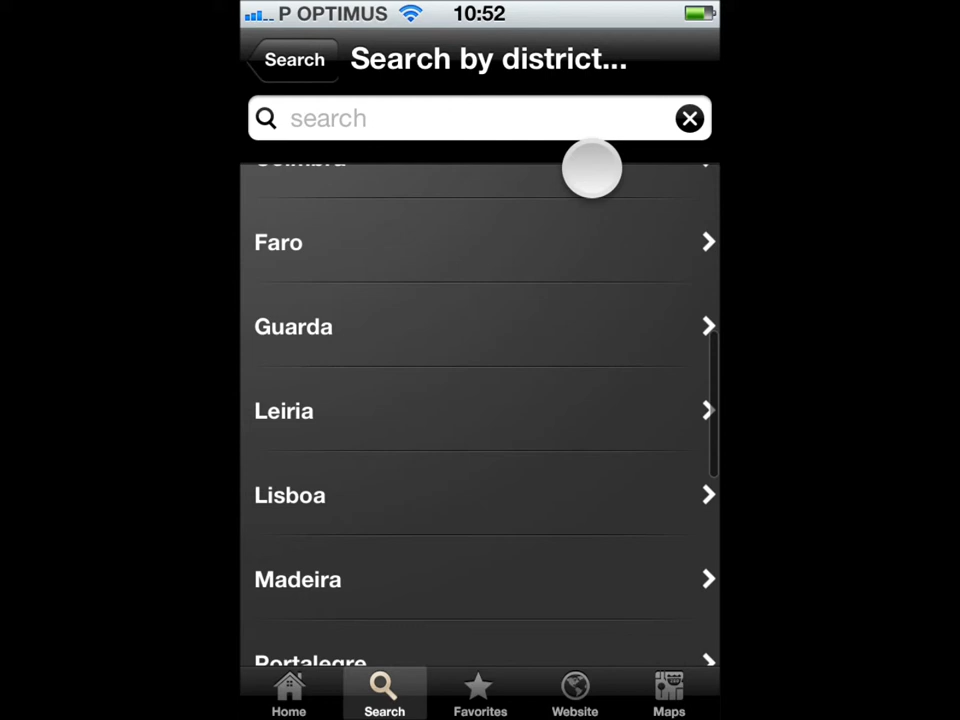 P OPTIMUS 10:52
Search
Search by district...
search
Coimbra
Faro
Guarda
Leiria
Lisboa
Madeira
Portalegre
Home Search Favorites Website Maps